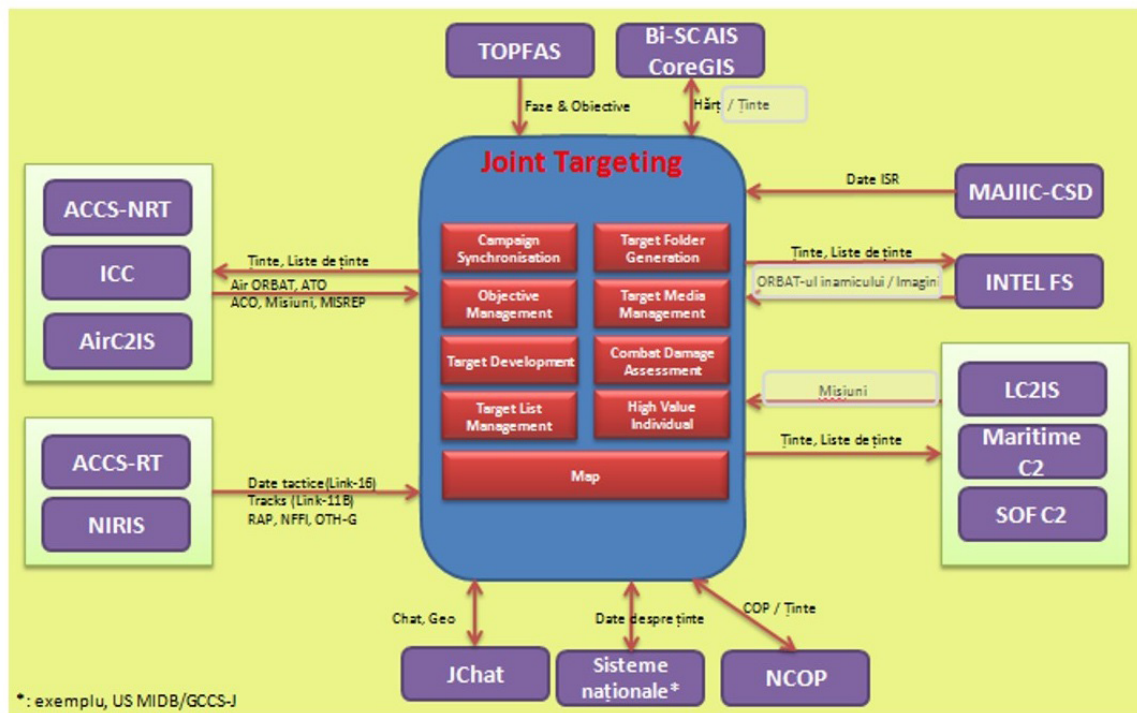 TOPFAS
Bi-SC AIS
CoreGIS
Faze & Obiective
Hărț / Ținte
Joint Targeting
ACCS-NRT
ICC
AirC2IS
Ținte, Liste de ținte
Air ORBAT, ATO
ACO, Misiuni, MISREP
Campaign
Synchronisation
Target Folder
Generation
Objective
Management
Target Media
Management
Target Development
Combat Damage
Assessment
Target List
Management
High Value
Individual
Map
Date ISR
MAJIIC-CSD
Ținte, Liste de ținte
ORBAT-ul inamicului / Imagini
INTEL FS
Misiuni
Ținte, Liste de ținte
LC2IS
Maritime
C2
SOF C2
ACCS-RT
NIRIS
Date tactice(Link-16)
Tracks (Link-11B)
RAP, NFFI, OTH-G
Chat, Geo
Date despre ținte
COP / Ținte
JChat
Sisteme
naționale*
NCOP
*: exemplu, US MIDB/GCCS-J